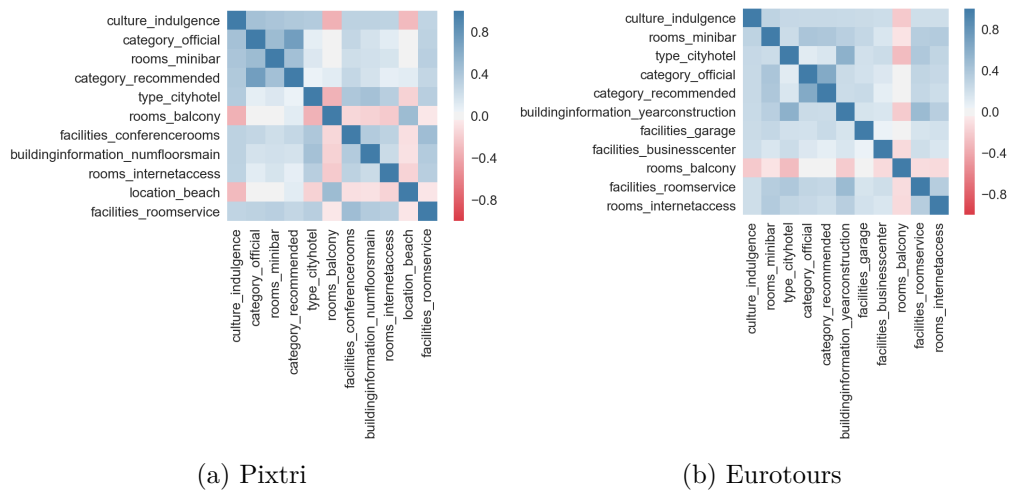 culture_indulgence
category_official
rooms_minibar
category_recommended
type_cityhotel
rooms_balcony
facilities_conferencerooms
buildinginformation_numfloorsmain
rooms_internetaccess
location_beach
facilities_roomservice
culture_indulgence
category_official
rooms_minibar
category_recommended
type_cityhotel
rooms_balcony
facilities_conferencerooms
buildinginformation_numfloorsmain
rooms_internetaccess
location_beach
facilities_roomservice
0.8
0.4
0.0
−0.4
−0.8
(a) Pixtri
culture_indulgence
rooms_minibar
type_cityhotel
category_official
category_recommended
buildinginformation_yearconstruction
facilities_garage
facilities_businesscenter
rooms_balcony
facilities_roomservice
rooms_internetaccess
culture_indulgence
rooms_minibar
type_cityhotel
category_official
category_recommended
buildinginformation_yearconstruction
facilities_garage
facilities_businesscenter
rooms_balcony
facilities_roomservice
rooms_internetaccess
0.8
0.4
0.0
−0.4
−0.8
(b) Eurotours